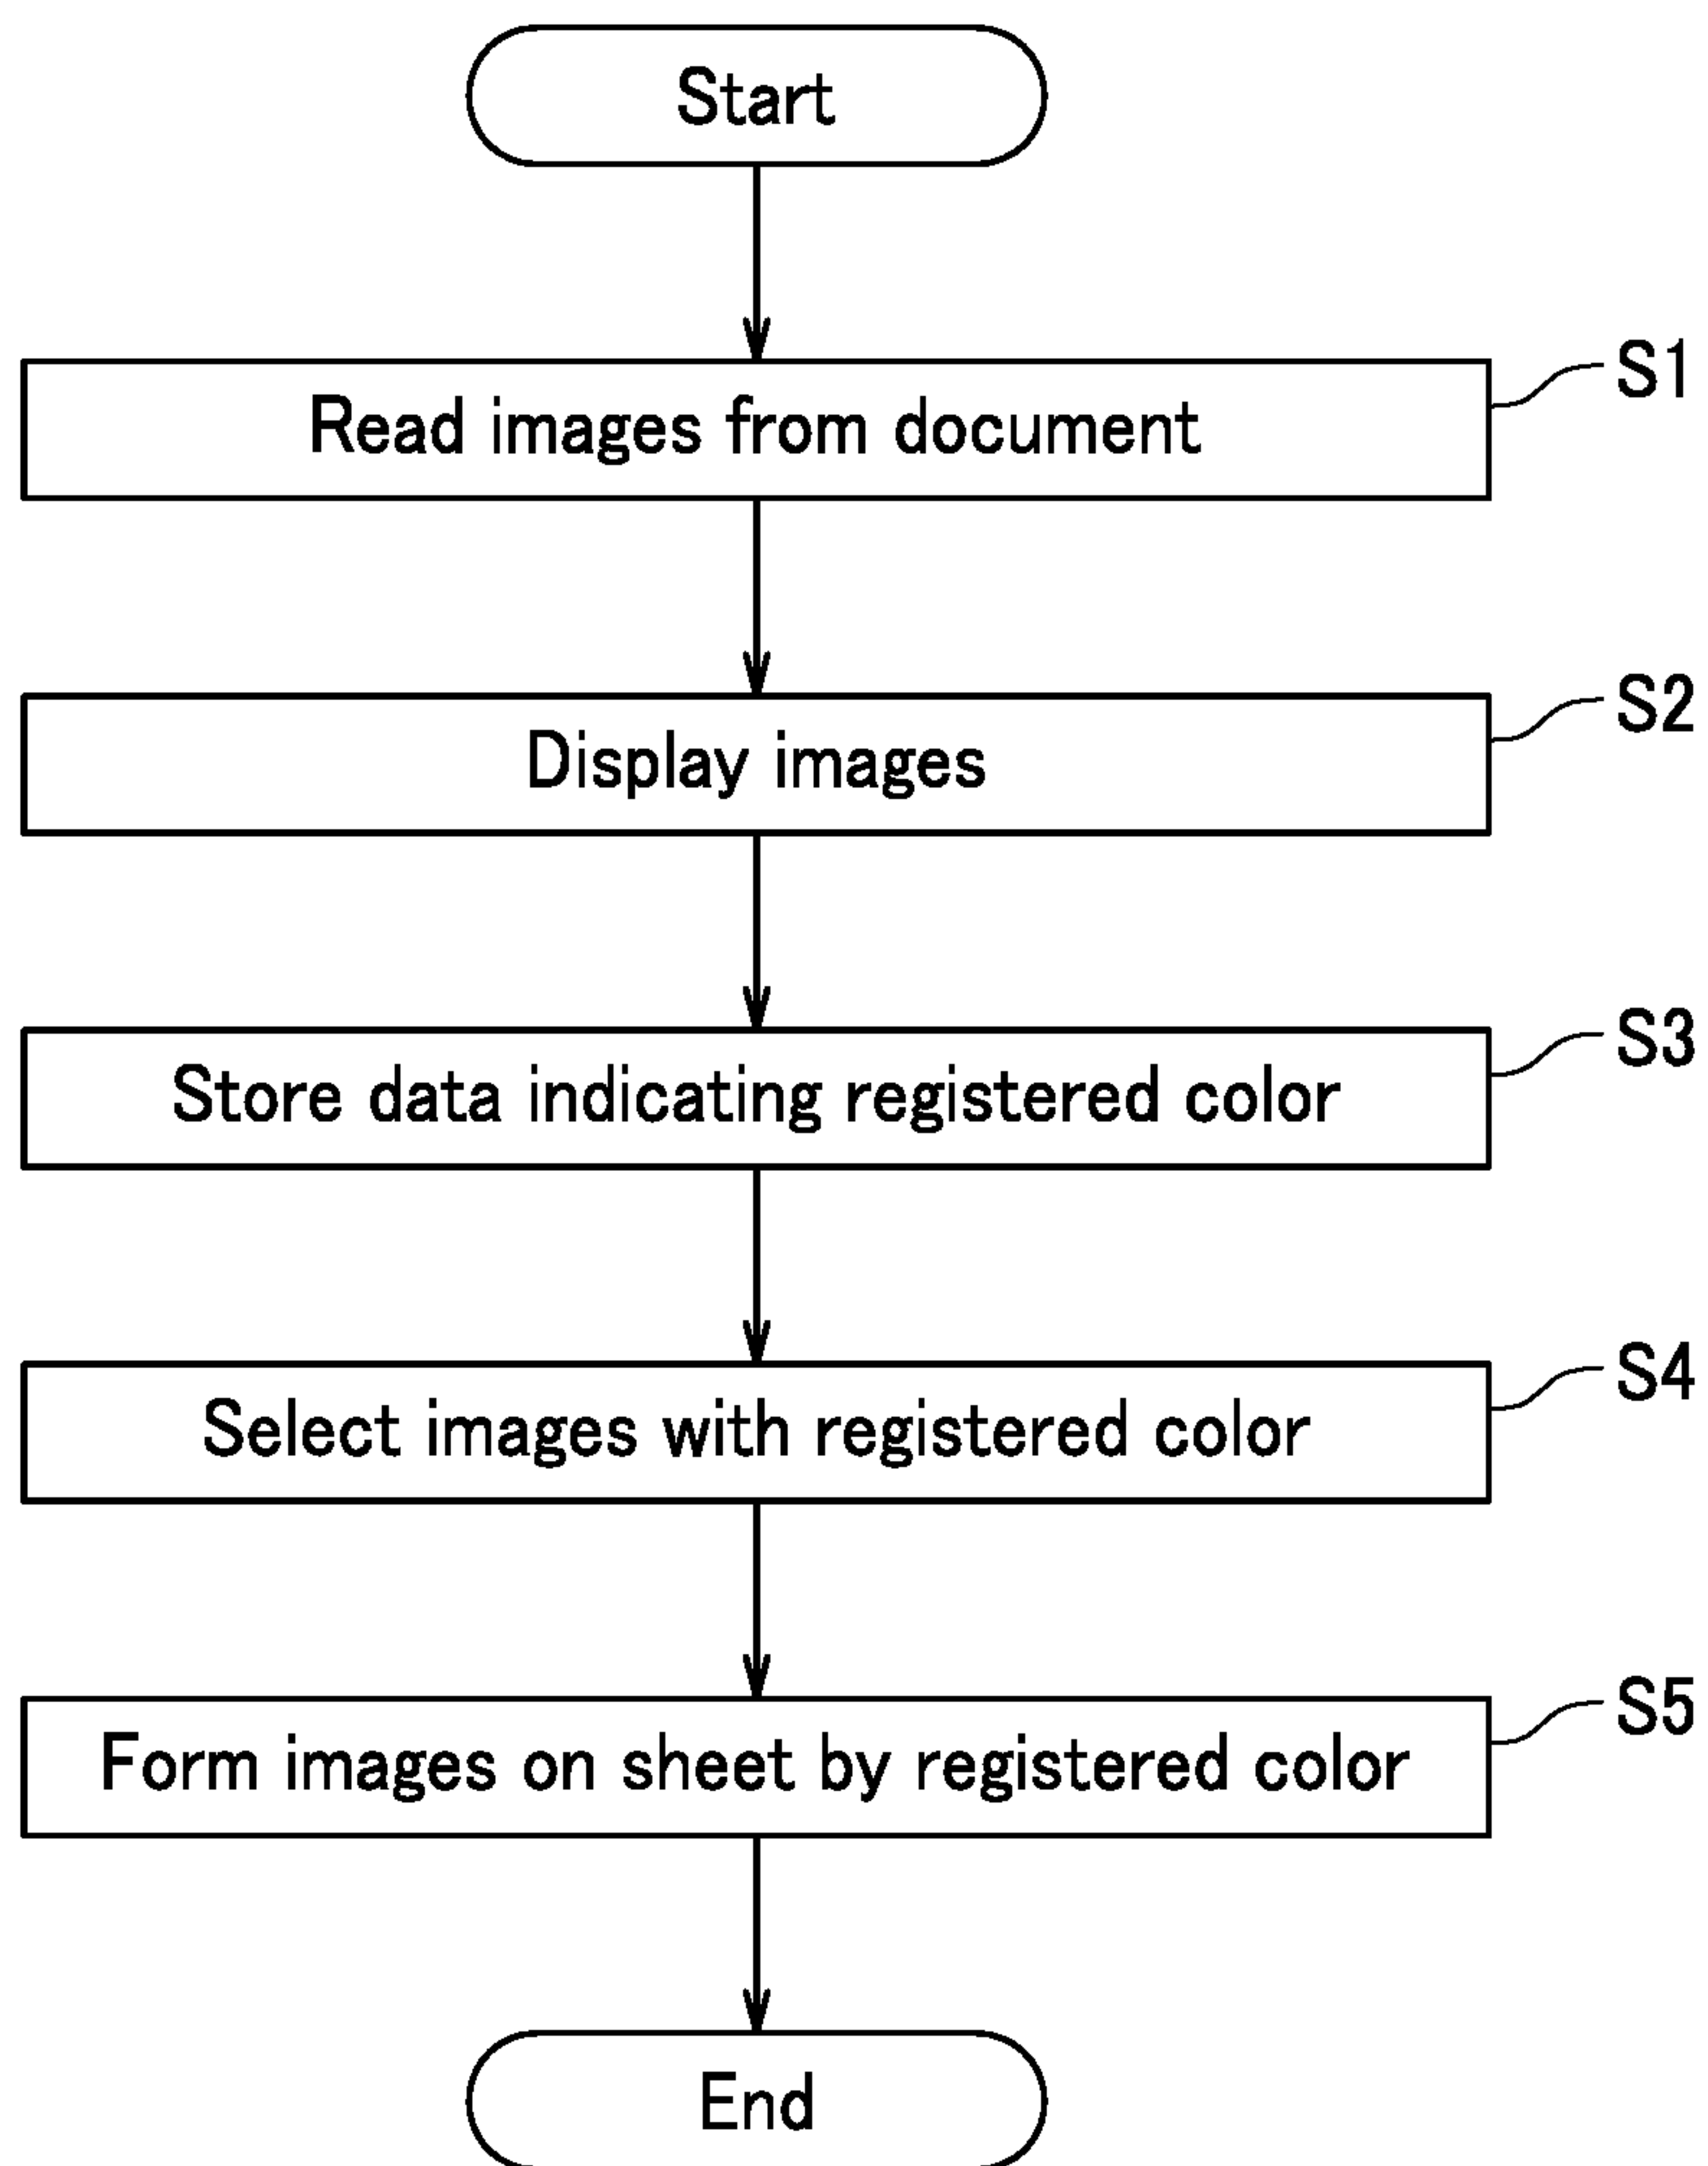 Start
S1
Read images from document
S2
Display images
S3
Store data indicating registered color
S4
Select images with registered color
S5
Form images on sheet by registered color
End